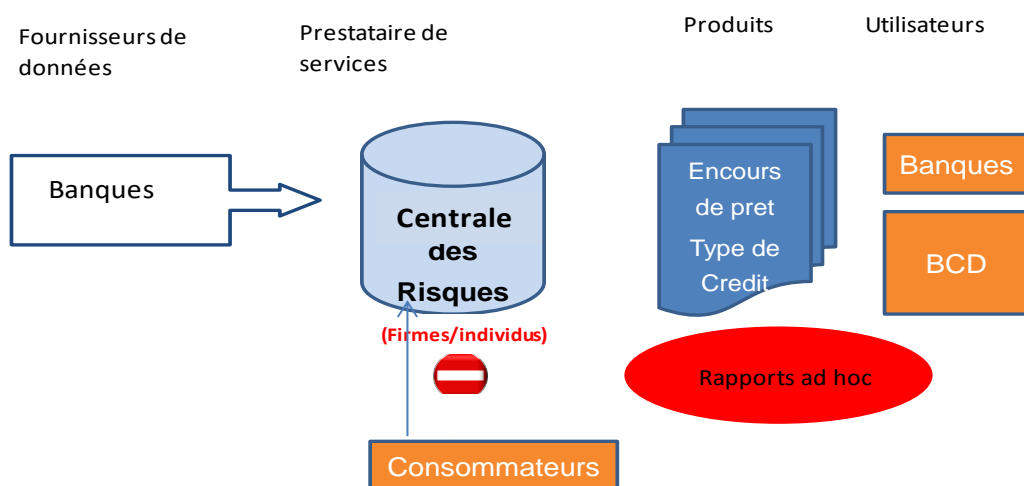 Fournisseurs de
données
Prestataire de
services
Produits
Utilisateurs
Banques
Centrale
des
Risques
(Firmes/individus)
Encours
de pret
Type de
Credit
Banques
BCD
Rapports ad hoc
Consommateurs